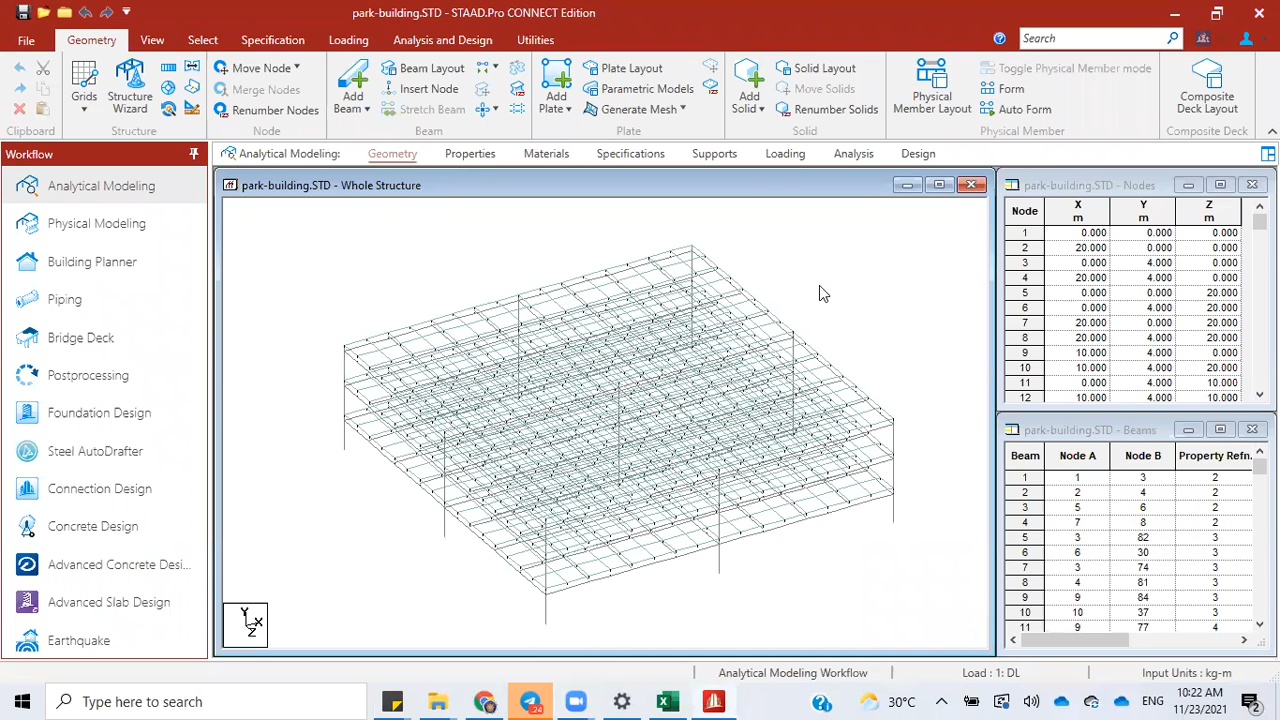 park-building.STD - STAAD.Pro CONNECT Edition
File Geometry View Select Specification Loading Analysis and Design Utilities Search
Grids
Structure Wizard
Move Node
Merge Nodes
Renumber Nodes
Add Beam
Beam Layout
Insert Node
Stretch Beam
Add Plate
Plate Layout
Parametric Models
Generate Mesh
Add Solid
Solid Layout
Move Solids
Renumber Solids
Physical Member Layout
Toggle Physical Member mode
Form
Auto Form
Composite Deck Layout
Clipboard Structure Node Beam Plate Solid Physical Member Composite Deck
Workflow
Analytical Modeling: Geometry Properties Materials Specifications Supports Loading Analysis Design
Analytical Modeling
Physical Modeling
Building Planner
Piping
Bridge Deck
Postprocessing
Foundation Design
Steel AutoDrafter
Connection Design
Concrete Design
Advanced Concrete Desi...
Advanced Slab Design
Earthquake
park-building.STD - Whole Structure
Y
X
Z
park-building.STD - Nodes
Node X m Y m Z m
1 0.000 0.000 0.000
2 20.000 0.000 0.000
3 0.000 4.000 0.000
4 20.000 4.000 0.000
5 0.000 0.000 20.000
6 0.000 4.000 20.000
7 20.000 0.000 20.000
8 20.000 4.000 20.000
9 10.000 4.000 0.000
10 10.000 4.000 20.000
11 0.000 4.000 10.000
12 10.000 4.000 10.000
park-building.STD - Beams
Beam Node A Node B Property Refn.
1 1 3 2
2 2 4 2
3 5 6 2
4 7 8 2
5 3 82 3
6 6 30 3
7 3 74 3
8 4 81 3
9 9 84 3
10 10 37 3
11 9 77 4
Analytical Modeling Workflow Load : 1: DL Input Units : kg-m
Type here to search
24
30°C
ENG
10:22 AM
11/23/2021
2